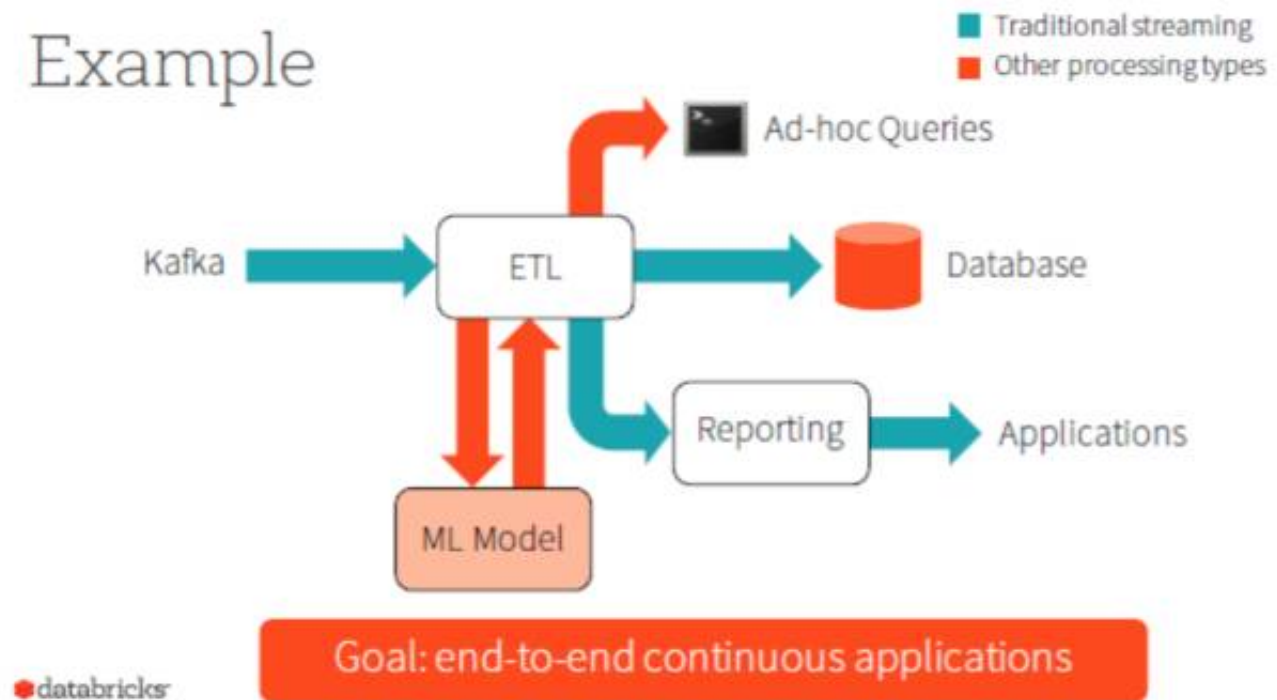 Example
Traditional streaming
Other processing types
Ad-hoc Queries
Kafka
ETL
Database
Reporting
Applications
ML Model
Goal: end-to-end continuous applications
databricks